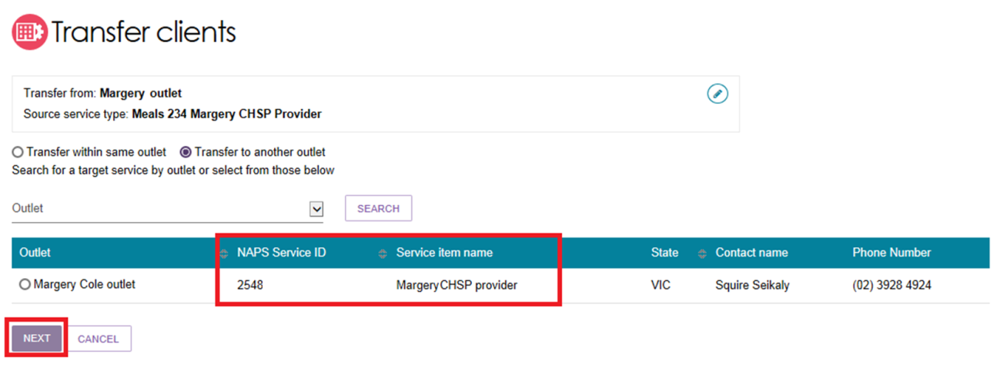 Transfer clients
Transfer from: Margery outlet
Source service type: Meals 234 Margery CHSP Provider
Transfer within same outlet Transfer to another outlet
Search for a target service by outlet or select from those below
Outlet SEARCH
Outlet NAPS Service ID Service item name State Contact name Phone Number
Margery Cole outlet 2548 MargeryCHSP provider VIC Squire Seikaly (02) 3928 4924
NEXT CANCEL